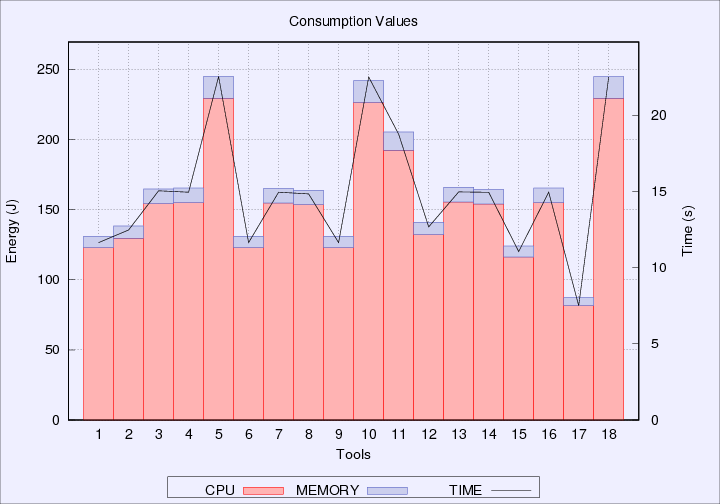 Consumption Values
250
200
150
100
50
0
Energy (J)
20
15
10
5
0
Time (s)
1 2 3 4 5 6 7 8 9 10 11 12 13 14 15 16 17 18
Tools
CPU MEMORY TIME